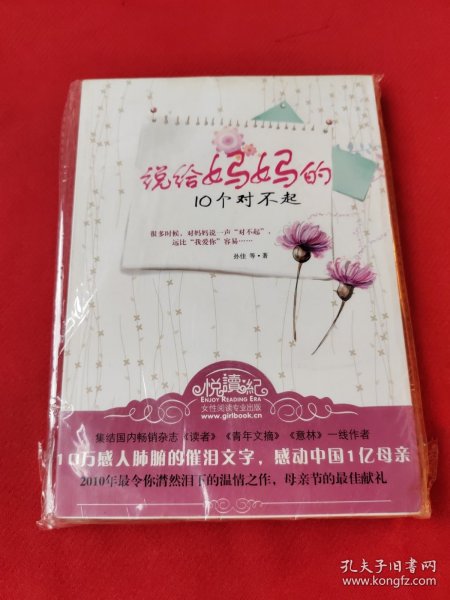 说给妈妈的
10个对不起
很多时候，对妈妈说一声“对不起”，
远比“我爱你”容易……
孙佳 等·著
悦讀纪
ENJOY READING ERA
女性阅读专业出版
www.girlbook.cn
集结国内畅销杂志《读者》《青年文摘》《意林》一线作者
10万感人肺腑的催泪文字，感动中国1亿母亲
2010年最令你潸然泪下的温情之作，母亲节的最佳献礼
孔夫子旧书网
www.kongfz.com